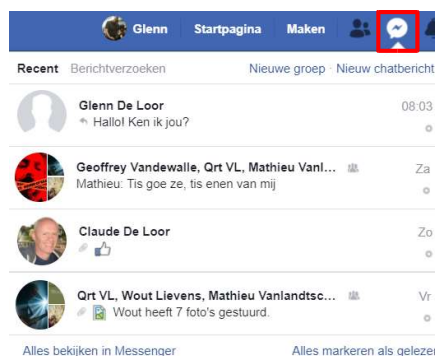 Glenn Startpagina Maken
Recent Berichtverzoeken Nieuwe groep · Nieuw chatbericht
Glenn De Loor 08:03
Hallo! Ken ik jou?
Geoffrey Vandewalle, Qrt VL, Mathieu Vanl... Za
Mathieu: Tis goe ze, tis enen van mij
Claude De Loor Zo
Qrt VL, Wout Lievens, Mathieu Vanlandtsc... Vr
Wout heeft 7 foto's gestuurd.
Alles bekijken in Messenger Alles markeren als gelezen